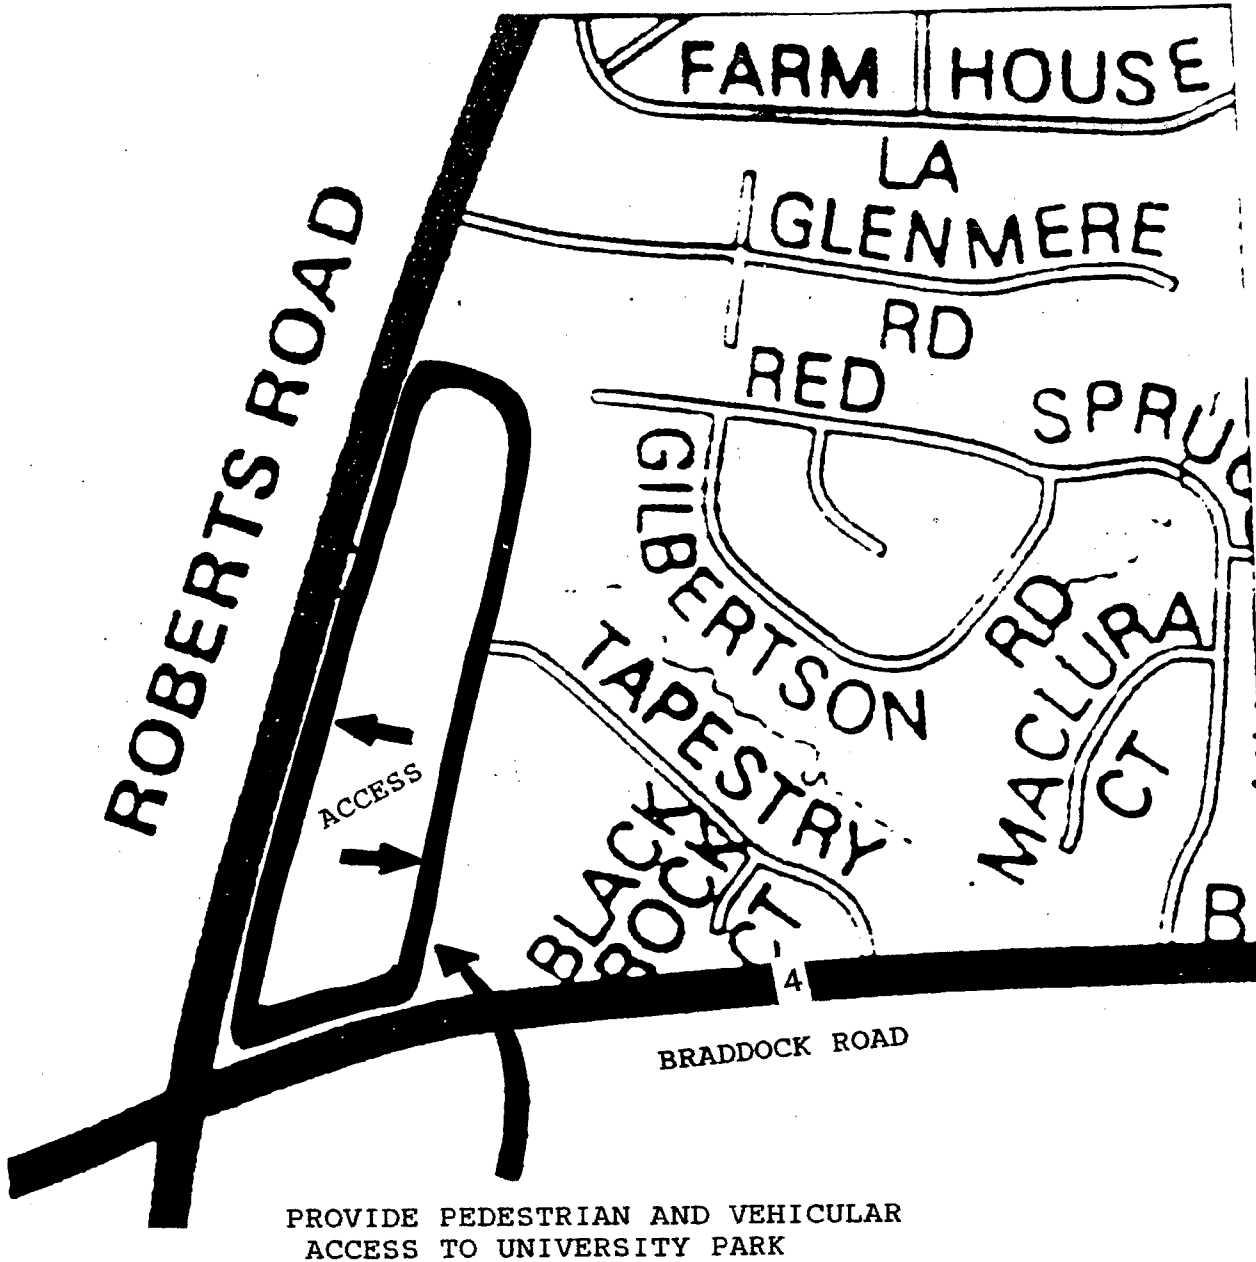 FARM HOUSE
LA
GLENMERE
RD
RED
SPRUC
ROBERTS ROAD
GILBERTSON
RD
TAPESTRY
MACLURA
CT
ACCESS
BLACK
ROCK
CT
B
4
BRADDOCK ROAD
PROVIDE PEDESTRIAN AND VEHICULAR
ACCESS TO UNIVERSITY PARK